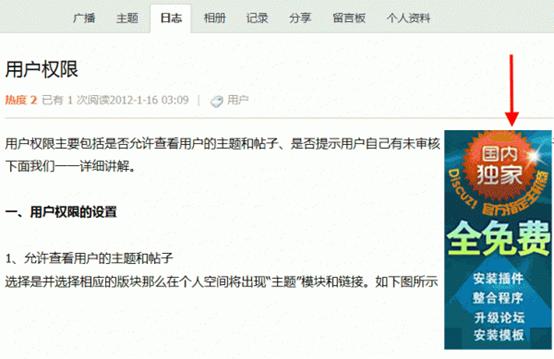 广播 主题 日志 相册 记录 分享 留言板 个人资料
用户权限
热度 2 已有 1 次阅读2012-1-16 03:09 | 用户
用户权限主要包括是否允许查看用户的主题和帖子、是否提示用户自己有未审核
下面我们一一详细讲解。
一、用户权限的设置
1、允许查看用户的主题和帖子
选择是并选择相应的版块那么在个人空间将出现“主题”模块和链接。如下图所示
国内
独家
Discuz! 官方指定主机商
全免费
安装插件
整合程序
升级论坛
安装模板